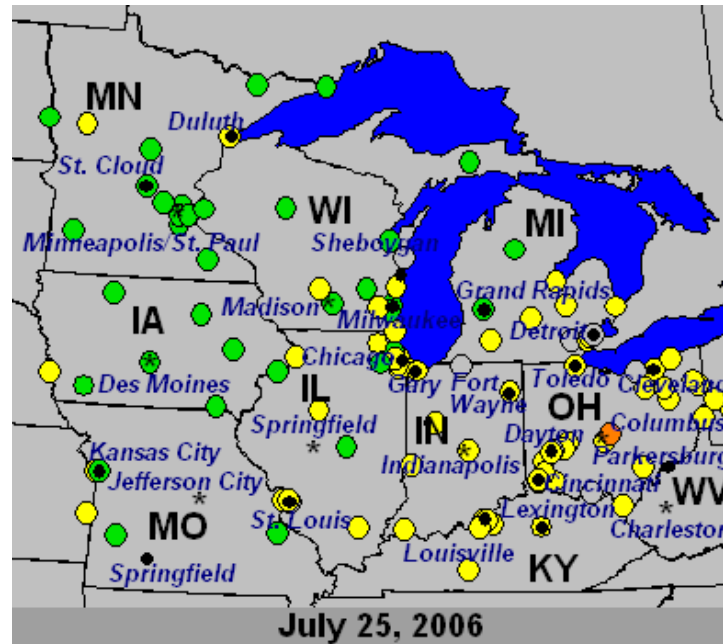 MN
Duluth
St. Cloud
WI
MI
Minneapolis/St. Paul
Sheboygan
Madison
Grand Rapids
IA
Milwaukee
Detroit
Chicago
Des Moines
Gary
Fort
Wayne
Toledo
Cleveland
IL
OH
Springfield
IN
Dayton
Columbus
Kansas City
Indianapolis
Parkersburg
Jefferson City
Cincinnati
WV
MO
St. Louis
Lexington
Charleston
Louisville
Springfield
KY
July 25, 2006